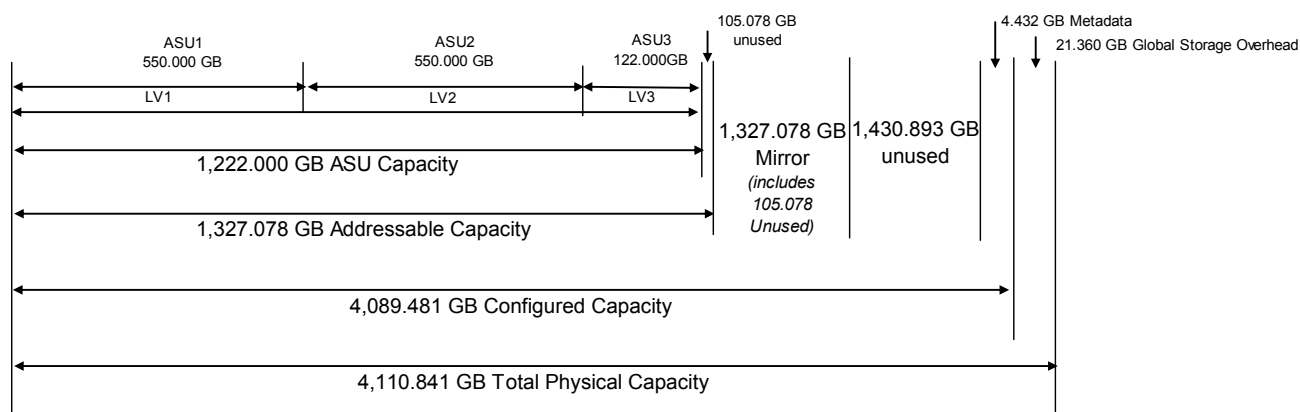 105.078 GB
unused
4.432 GB Metadata
21.360 GB Global Storage Overhead
ASU1
550.000 GB
ASU2
550.000 GB
ASU3
122.000GB
LV1
LV2
LV3
1,327.078 GB
Mirror
(includes
105.078
Unused)
1,430.893 GB
unused
1,222.000 GB ASU Capacity
1,327.078 GB Addressable Capacity
4,089.481 GB Configured Capacity
4,110.841 GB Total Physical Capacity